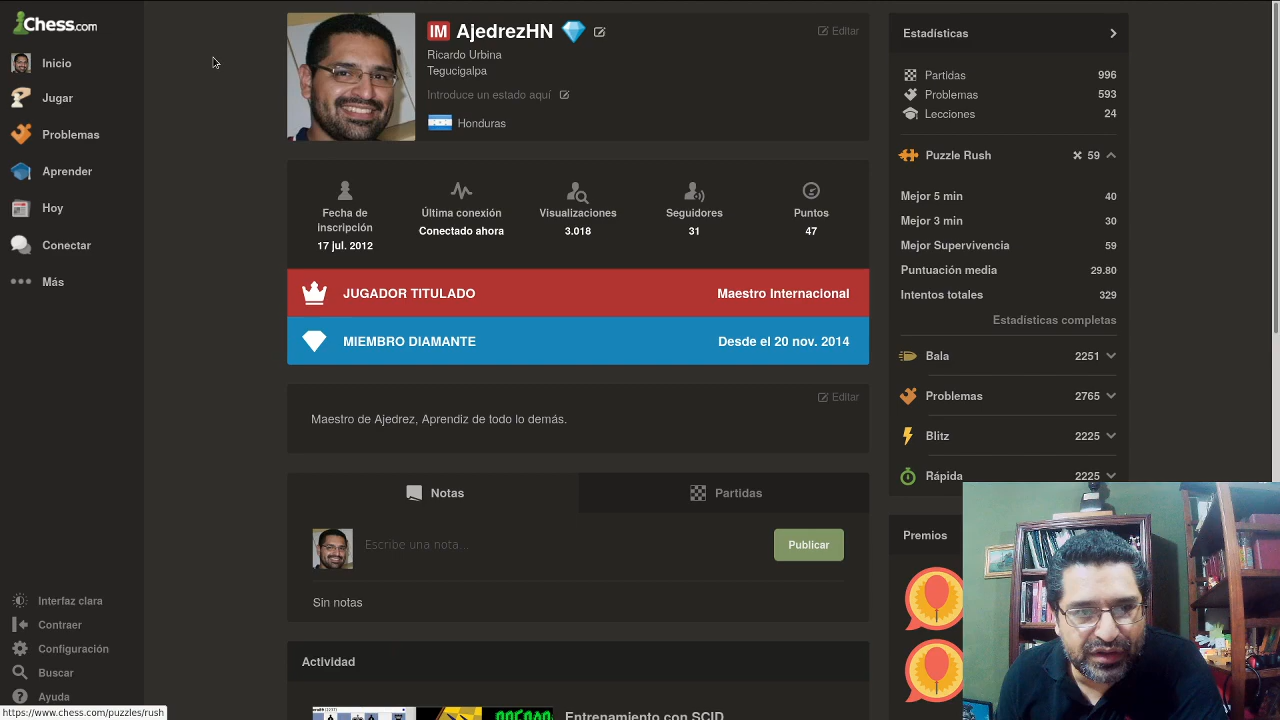 Chess.com
Inicio
Jugar
Problemas
Aprender
Hoy
Conectar
Más
Interfaz clara
Contraer
Configuración
Buscar
Ayuda
https://www.chess.com/puzzles/rush
IM AjedrezHN
Editar
Ricardo Urbina
Tegucigalpa
Introduce un estado aquí
Honduras
Fecha de
inscripción
17 jul. 2012
Última conexión
Conectado ahora
Visualizaciones
3.018
Seguidores
31
Puntos
47
JUGADOR TITULADO Maestro Internacional
MIEMBRO DIAMANTE Desde el 20 nov. 2014
Editar
Maestro de Ajedrez, Aprendiz de todo lo demás.
Notas
Partidas
Escribe una nota...
Publicar
Sin notas
Actividad
Entrenamiento con SCID
Estadísticas
Partidas 996
Problemas 593
Lecciones 24
Puzzle Rush 59
Mejor 5 min 40
Mejor 3 min 30
Mejor Supervivencia 59
Puntuación media 29.80
Intentos totales 329
Estadísticas completas
Bala 2251
Problemas 2765
Blitz 2225
Rápida 2225
Premios